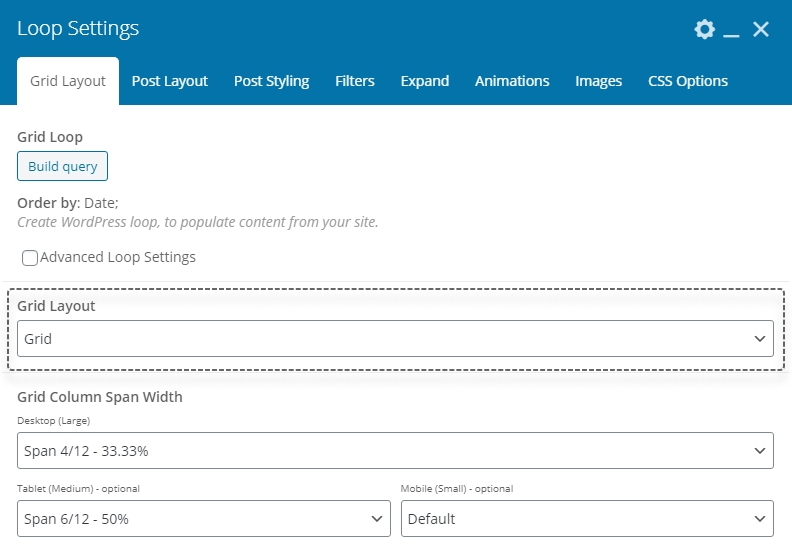 Loop Settings
Grid Layout Post Layout Post Styling Filters Expand Animations Images CSS Options
Grid Loop
Build query
Order by: Date;
Create WordPress loop, to populate content from your site.
Advanced Loop Settings
Grid Layout
Grid
Grid Column Span Width
Desktop (Large)
Span 4/12 - 33.33%
Tablet (Medium) - optional Mobile (Small) - optional
Span 6/12 - 50% Default